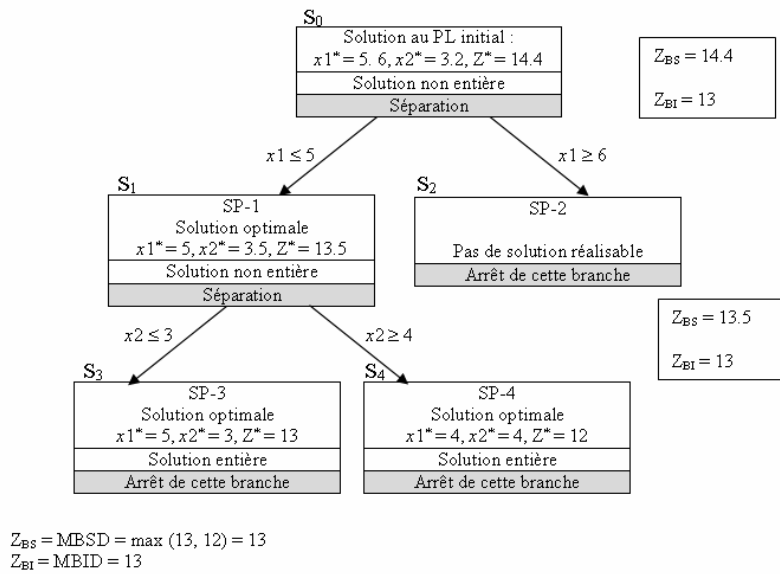 S0
Solution au PL initial :
x1* = 5. 6, x2* = 3.2, Z* = 14.4
Solution non entière
Séparation
ZBS = 14.4
ZBI = 13
x1 ≤ 5
x1 ≥ 6
S1
SP-1
Solution optimale
x1* = 5, x2* = 3.5, Z* = 13.5
Solution non entière
Séparation
S2
SP-2
Pas de solution réalisable
Arrêt de cette branche
ZBS = 13.5
ZBI = 13
x2 ≤ 3
x2 ≥ 4
S3
SP-3
Solution optimale
x1* = 5, x2* = 3, Z* = 13
Solution entière
Arrêt de cette branche
S4
SP-4
Solution optimale
x1* = 4, x2* = 4, Z* = 12
Solution entière
Arrêt de cette branche
ZBS = MBSD = max (13, 12) = 13
ZBI = MBID = 13